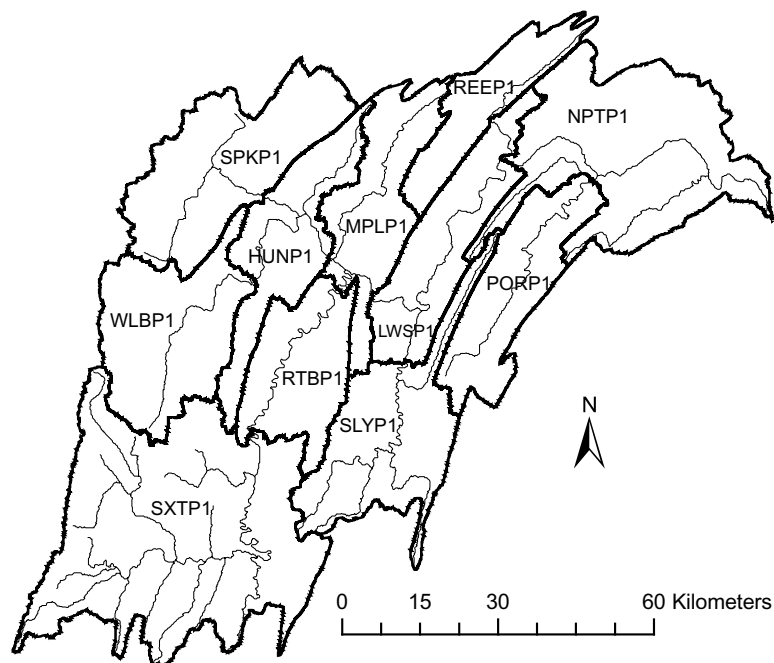 REEP1
NPTP1
SPKP1
MPLP1
HUNP1
PORP1
WLBP1
LWSP1
RTBP1
N
SLYP1
SXTP1
0 15 30 60 Kilometers